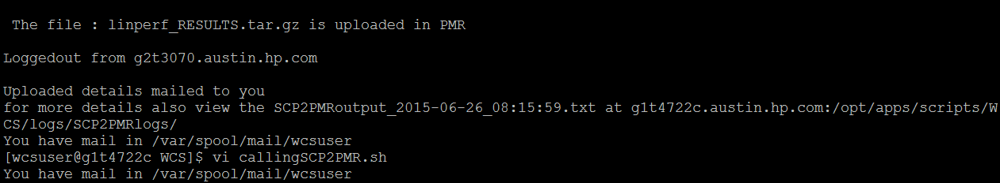 The file : linperf_RESULTS.tar.gz is uploaded in PMR
Loggedout from g2t3070.austin.hp.com
Uploaded details mailed to you
for more details also view the SCP2PMRoutput_2015-06-26_08:15:59.txt at g1t4722c.austin.hp.com:/opt/apps/scripts/W
CS/logs/SCP2PMRlogs/
You have mail in /var/spool/mail/wcsuser
[wcsuser@g1t4722c WCS]$ vi callingSCP2PMR.sh
You have mail in /var/spool/mail/wcsuser